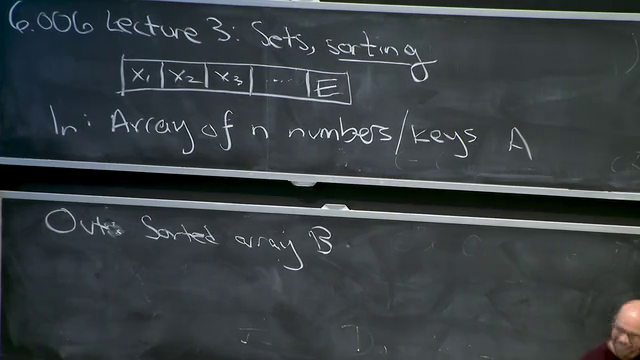 6.006 Lecture 3: Sets, sorting
x1 x2 x3 ... E
In: Array of n numbers/keys A
Out: Sorted array B